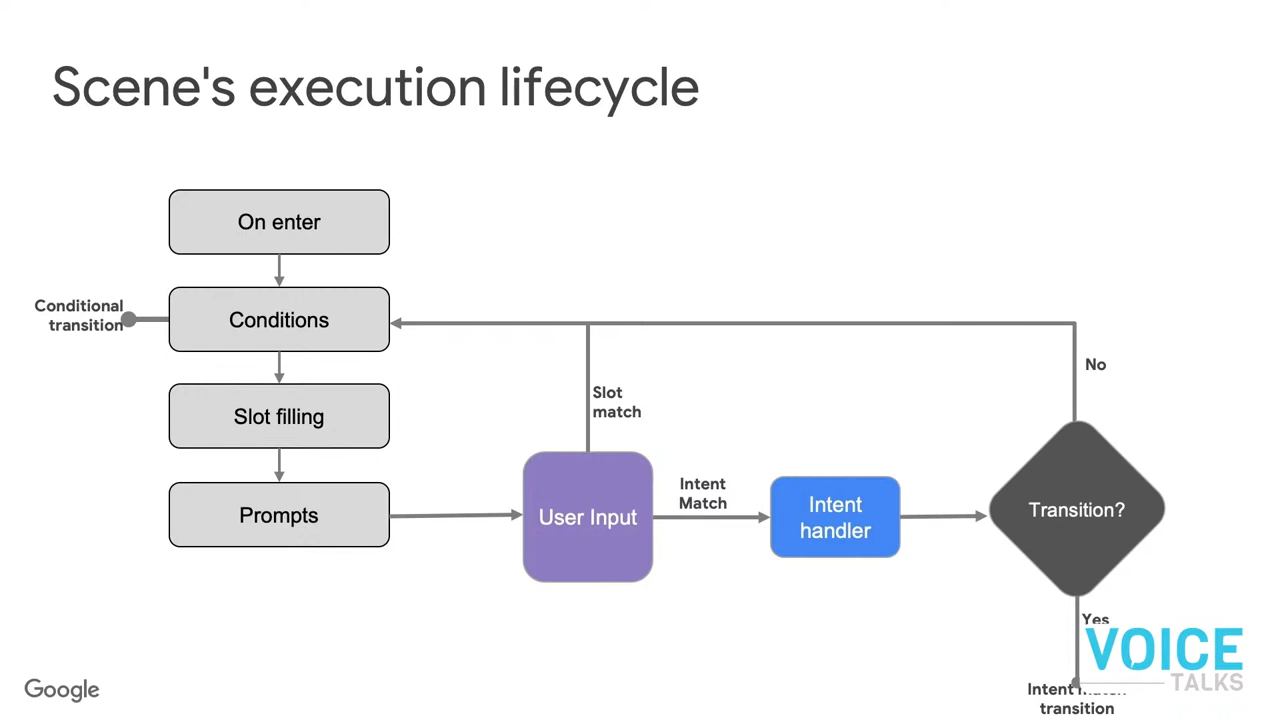 Scene's execution lifecycle
On enter
Conditional
transition
Conditions
No
Slot
match
Slot filling
Intent
Match
Prompts
User Input
Intent
handler
Transition?
Yes
VOICE
TALKS
Google
Intent
transition